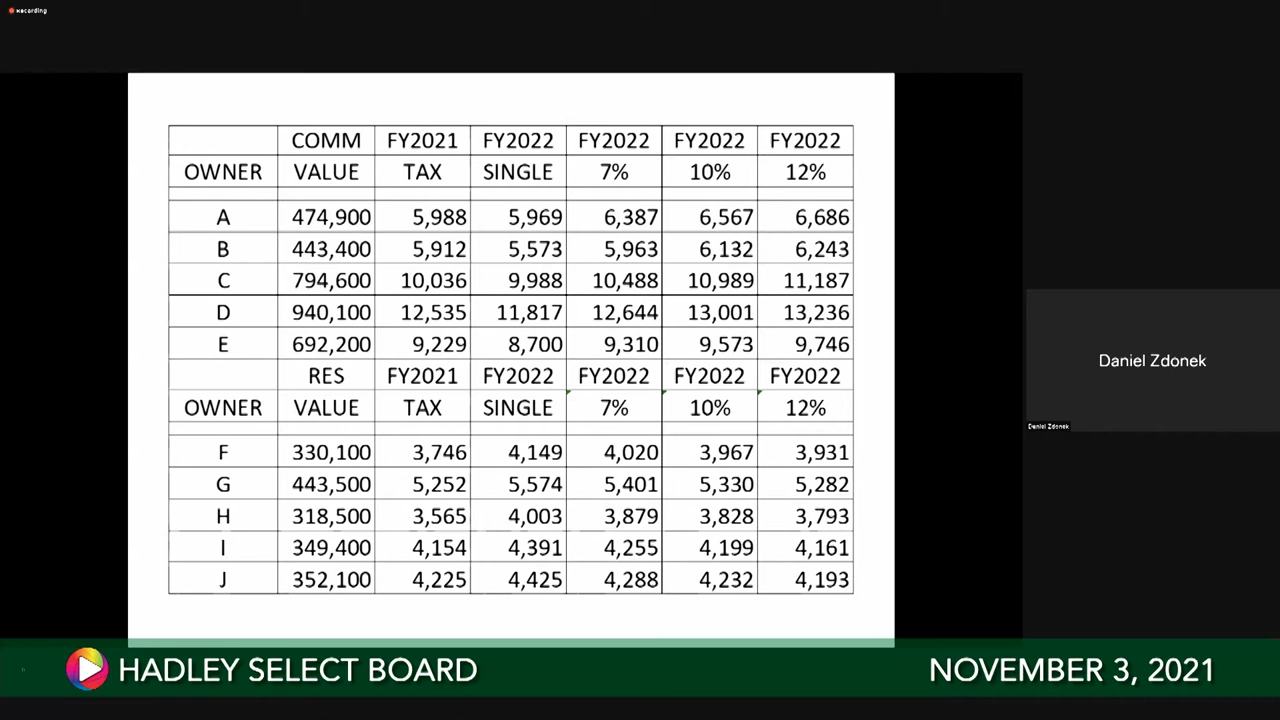 Recording
COMM FY2021 FY2022 FY2022 FY2022 FY2022
OWNER VALUE TAX SINGLE 7% 10% 12%
A 474,900 5,988 5,969 6,387 6,567 6,686
B 443,400 5,912 5,573 5,963 6,132 6,243
C 794,600 10,036 9,988 10,488 10,989 11,187
D 940,100 12,535 11,817 12,644 13,001 13,236
E 692,200 9,229 8,700 9,310 9,573 9,746
RES FY2021 FY2022 FY2022 FY2022 FY2022
OWNER VALUE TAX SINGLE 7% 10% 12%
F 330,100 3,746 4,149 4,020 3,967 3,931
G 443,500 5,252 5,574 5,401 5,330 5,282
H 318,500 3,565 4,003 3,879 3,828 3,793
I 349,400 4,154 4,391 4,255 4,199 4,161
J 352,100 4,225 4,425 4,288 4,232 4,193
Daniel Zdonek
Daniel Zdonek
HADLEY SELECT BOARD
NOVEMBER 3, 2021